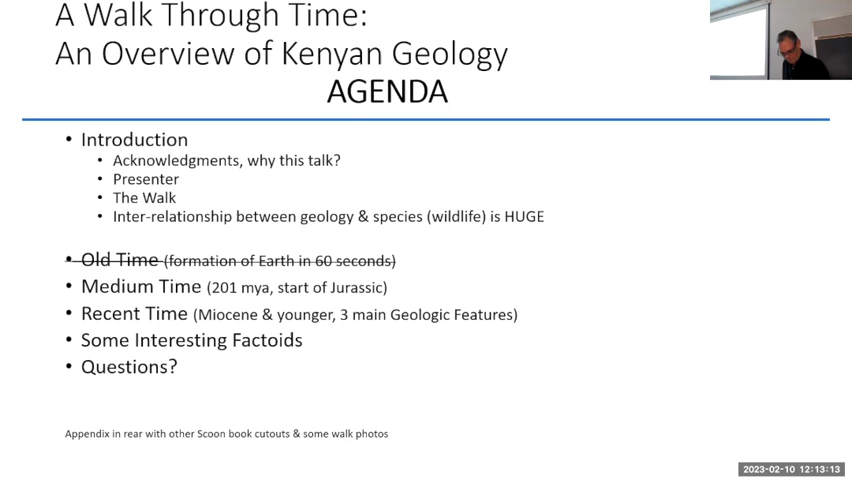 A Walk Through Time:
An Overview of Kenyan Geology
AGENDA
• Introduction
• Acknowledgments, why this talk?
• Presenter
• The Walk
• Inter-relationship between geology & species (wildlife) is HUGE
• Old Time (formation of Earth in 60 seconds)
• Medium Time (201 mya, start of Jurassic)
• Recent Time (Miocene & younger, 3 main Geologic Features)
• Some Interesting Factoids
• Questions?
Appendix in rear with other Scoon book cutouts & some walk photos
2023-02-10 12:13:13